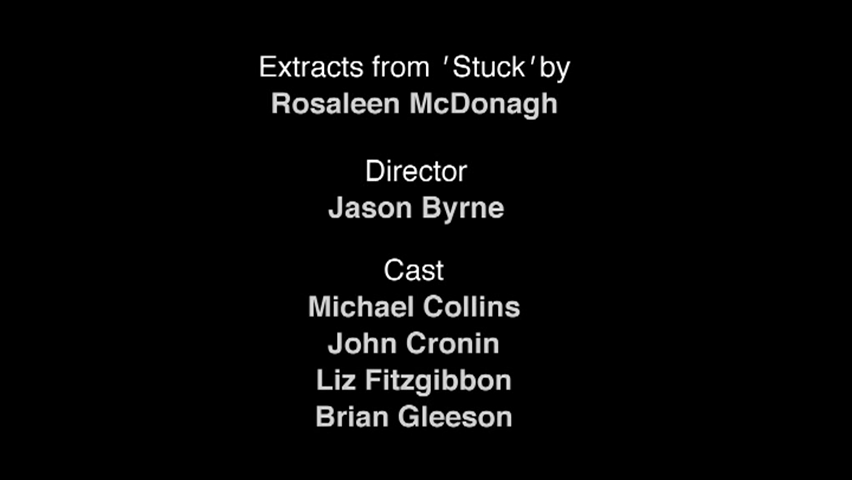 Extracts from 'Stuck'by
Rosaleen McDonagh
Director
Jason Byrne
Cast
Michael Collins
John Cronin
Liz Fitzgibbon
Brian Gleeson